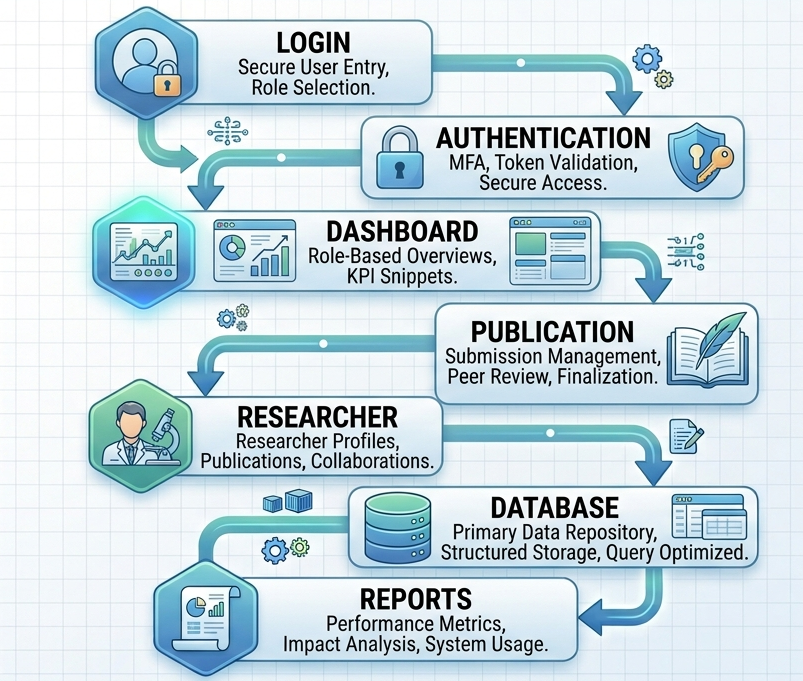 LOGIN
Secure User Entry,
Role Selection.
AUTHENTICATION
MFA, Token Validation,
Secure Access.
DASHBOARD
Role-Based Overviews,
KPI Snippets.
PUBLICATION
Submission Management,
Peer Review, Finalization.
RESEARCHER
Researcher Profiles,
Publications, Collaborations.
DATABASE
Primary Data Repository,
Structured Storage, Query Optimized.
REPORTS
Performance Metrics,
Impact Analysis, System Usage.